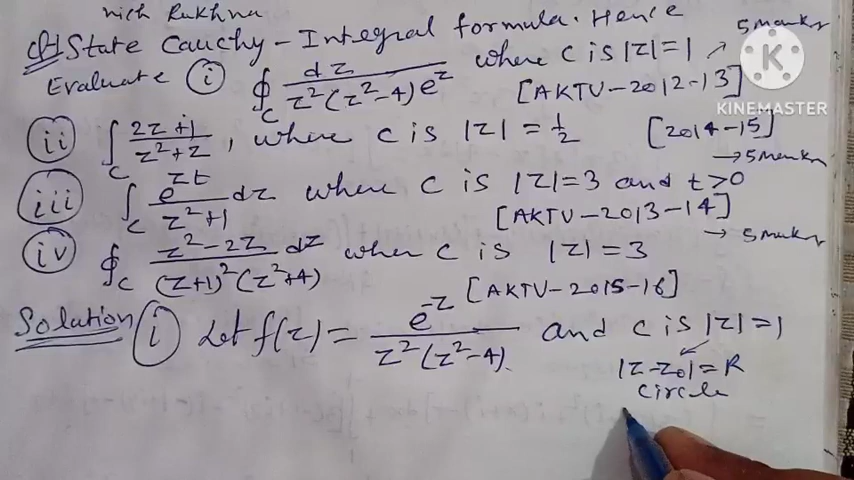 with Rukhna
Q1 State Cauchy-Integral formula. Hence
5 marks
Evaluate (i) ∮_C dz / z²(z²-4)e^z where C is |z|=1
[AKTU-2012-13]
KINEMASTER
(ii) ∫_C 2z+1 / z²+z, where C is |z|=1/2 [2014-15]
→5 marks
(iii) ∫_C e^zt / z²+1 dz where C is |z|=3 and t>0
[AKTU-2013-14]
→5 marks
(iv) ∮_C z²-2z / (z+1)²(z²+4) dz wher C is |z|=3
[AKTU-2015-16]
Solution (i) Let f(z) = e^-z / z²(z²-4). and C is |z|=1
|z-z₀|=R
circle